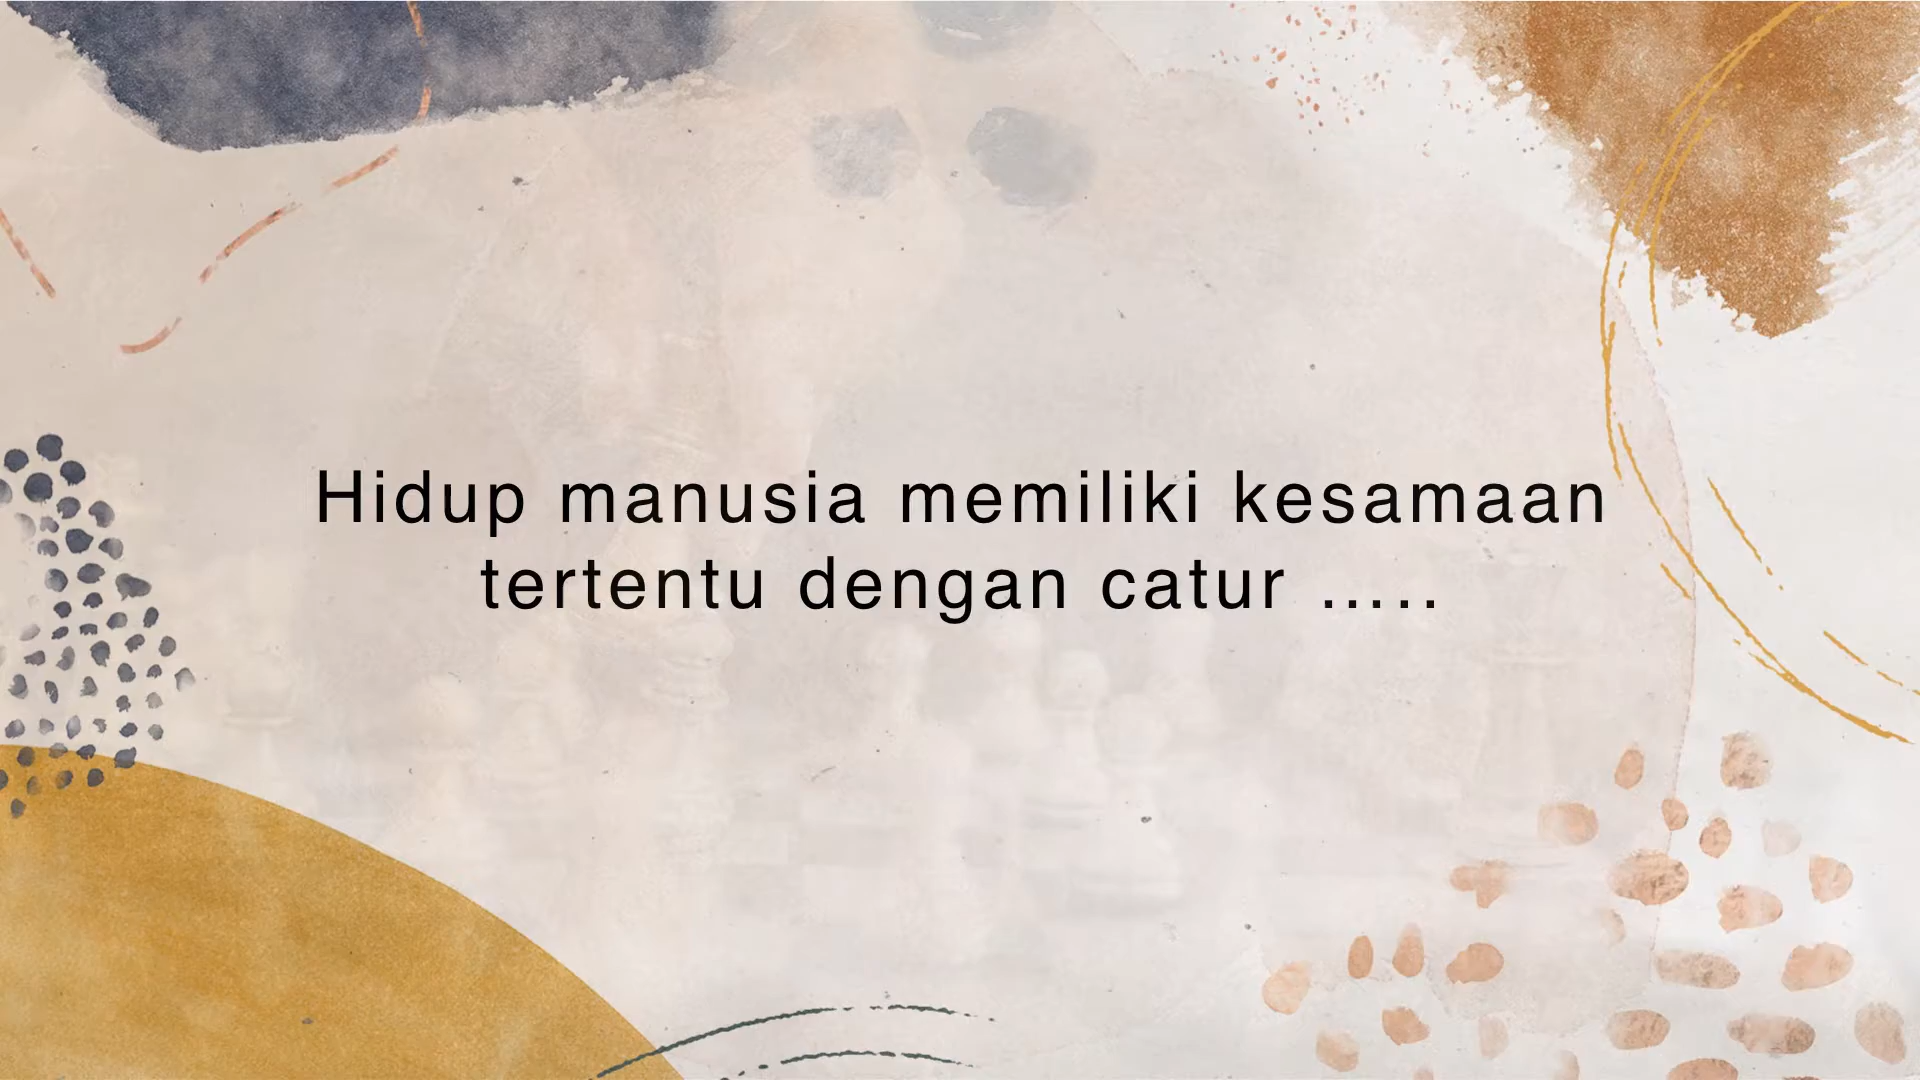 Hidup manusia memiliki kesamaan
tertentu dengan catur .....